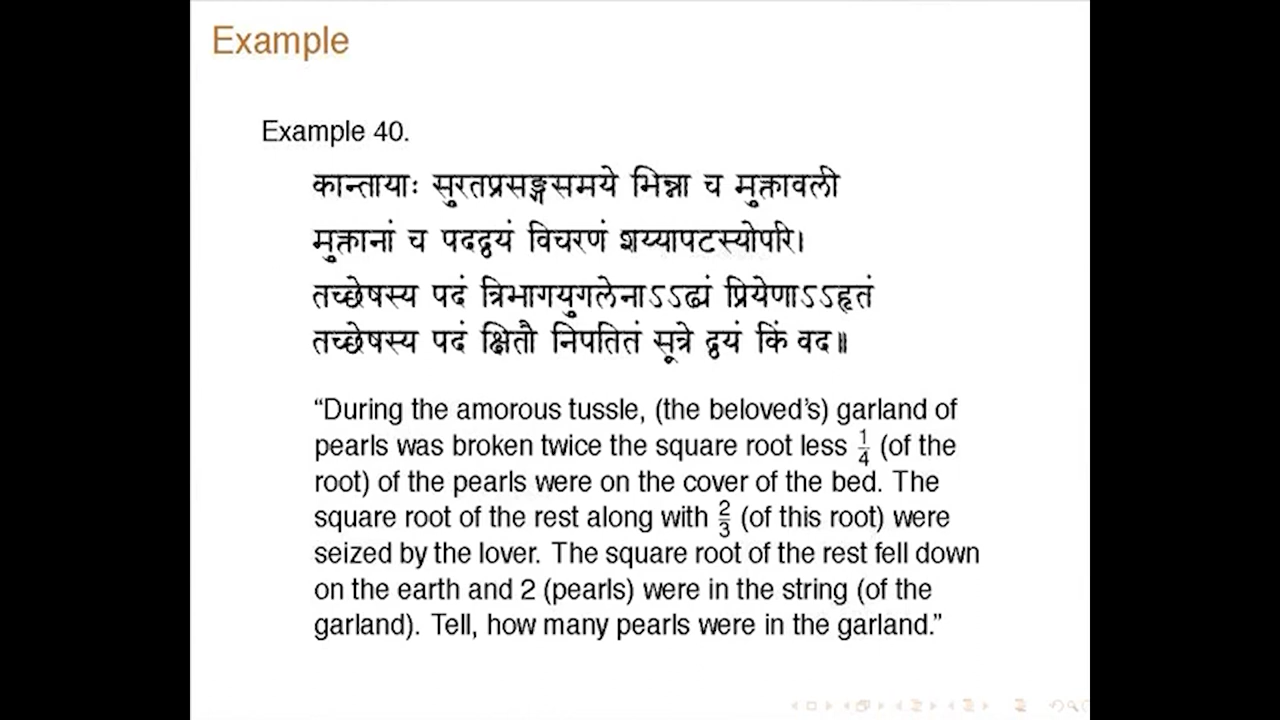 Example
Example 40.
कान्तायाः सुरतप्रसङ्गसमये भिन्ना च मुक्तावली
मुक्तानां च पदद्वयं विचरणं शय्यापटस्योपरि।
तच्छेषस्य पदं त्रिभागयुगलेनाऽऽढ्यं प्रियेणाऽऽहृतं
तच्छेषस्य पदं क्षितौ निपतितं सूत्रे द्वयं किं वद॥
“During the amorous tussle, (the beloved’s) garland of
pearls was broken twice the square root less 1/4 (of the
root) of the pearls were on the cover of the bed. The
square root of the rest along with 2/3 (of this root) were
seized by the lover. The square root of the rest fell down
on the earth and 2 (pearls) were in the string (of the
garland). Tell, how many pearls were in the garland.”